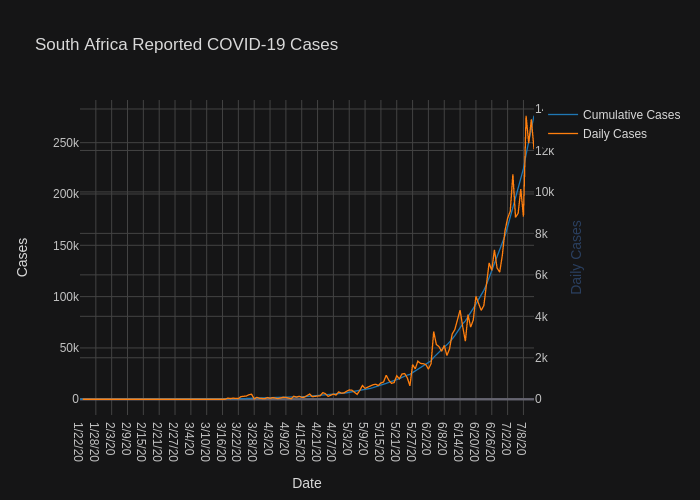 South Africa Reported COVID-19 Cases
Cumulative Cases
Daily Cases
250k
200k
150k
100k
50k
0
12k
10k
8k
6k
4k
2k
0
Cases
Daily Cases
1/22/20
1/28/20
2/3/20
2/9/20
2/15/20
2/21/20
2/27/20
3/4/20
3/10/20
3/16/20
3/22/20
3/28/20
4/3/20
4/9/20
4/15/20
4/21/20
4/27/20
5/3/20
5/9/20
5/15/20
5/21/20
5/27/20
6/2/20
6/8/20
6/14/20
6/20/20
6/26/20
7/2/20
7/8/20
Date